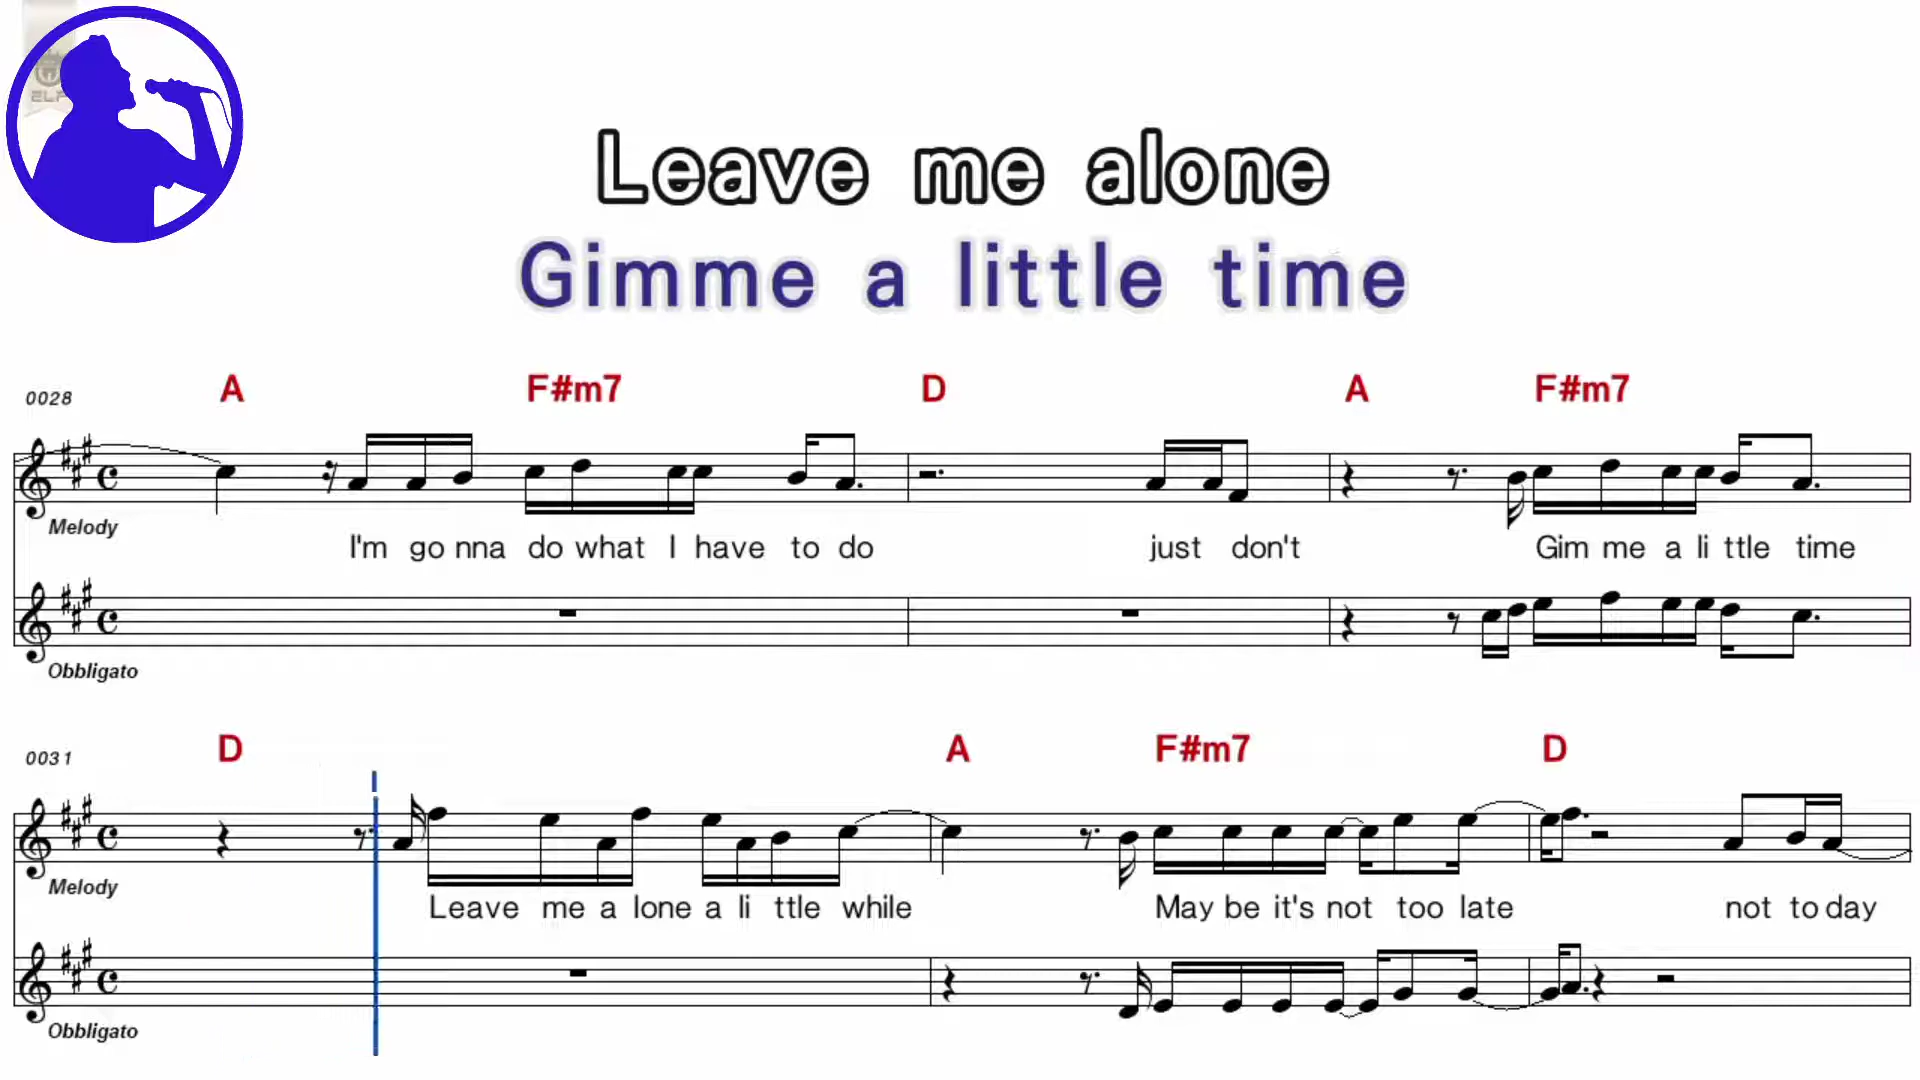 ELF
Leave me alone
Gimme a little time
0028 A F#m7 D A F#m7
Melody
I'm go nna do what I have to do just don't Gim me a li ttle time
Obbligato
0031 D A F#m7 D
Melody
Leave me a lone a li ttle while May be it's not too late not to day
Obbligato